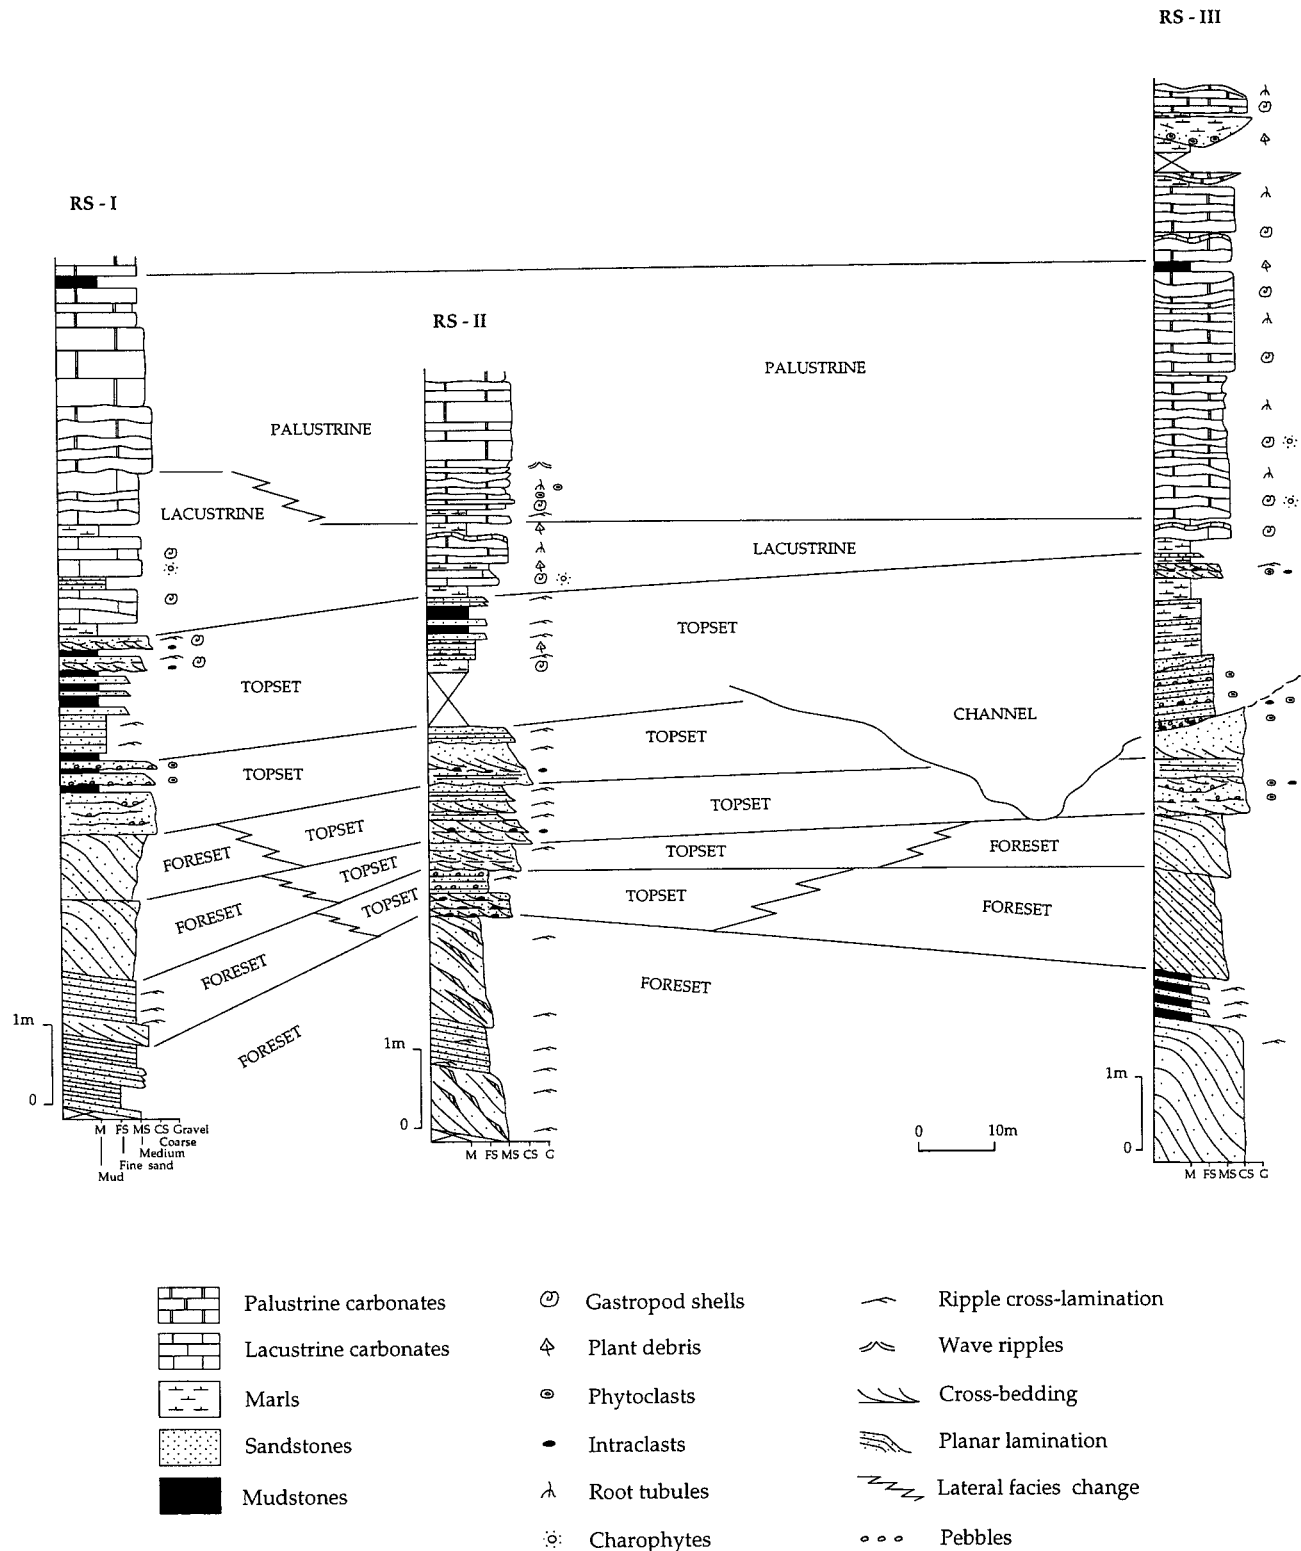 RS - III
RS - I
RS - II
PALUSTRINE
PALUSTRINE
LACUSTRINE
LACUSTRINE
TOPSET
TOPSET
CHANNEL
TOPSET
TOPSET
TOPSET
TOPSET
FORESET
TOPSET
FORESET
TOPSET
TOPSET
FORESET
TOPSET
FORESET
FORESET
FORESET
FORESET
1m
0
M FS MS CS Gravel
Coarse
Medium
Fine sand
Mud
1m
0
M FS MS CS G
0 10m
1m
0
M FS MS CS G
Palustrine carbonates
Lacustrine carbonates
Marls
Sandstones
Mudstones
Gastropod shells
Plant debris
Phytoclasts
Intraclasts
Root tubules
Charophytes
Ripple cross-lamination
Wave ripples
Cross-bedding
Planar lamination
Lateral facies change
Pebbles